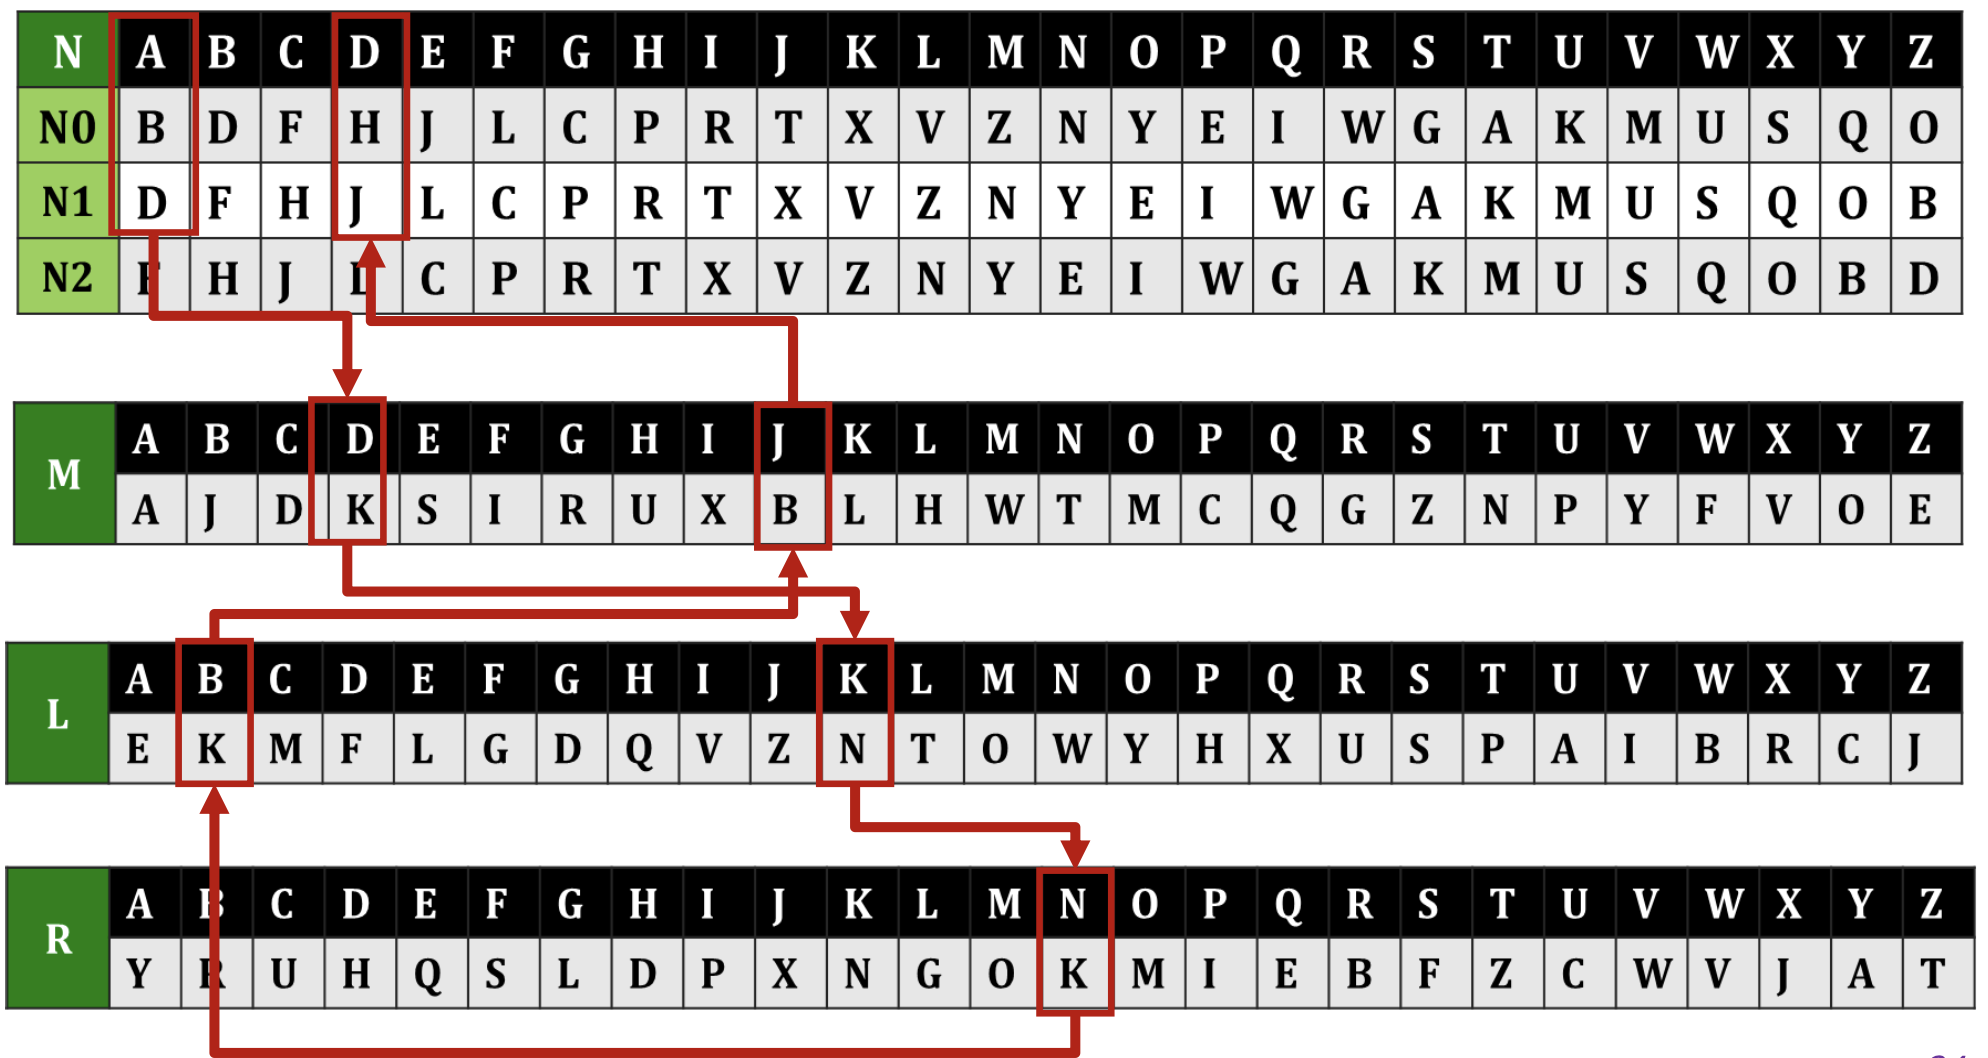 N A B C D E F G H I J K L M N O P Q R S T U V W X Y Z
N0 B D F H J L C P R T X V Z N Y E I W G A K M U S Q O
N1 D F H J L C P R T X V Z N Y E I W G A K M U S Q O B
N2 F H J L C P R T X V Z N Y E I W G A K M U S Q O B D
A B C D E F G H I J K L M N O P Q R S T U V W X Y Z
M
A J D K S I R U X B L H W T M C Q G Z N P Y F V O E
A B C D E F G H I J K L M N O P Q R S T U V W X Y Z
L
E K M F L G D Q V Z N T O W Y H X U S P A I B R C J
A B C D E F G H I J K L M N O P Q R S T U V W X Y Z
R
Y R U H Q S L D P X N G O K M I E B F Z C W V J A T